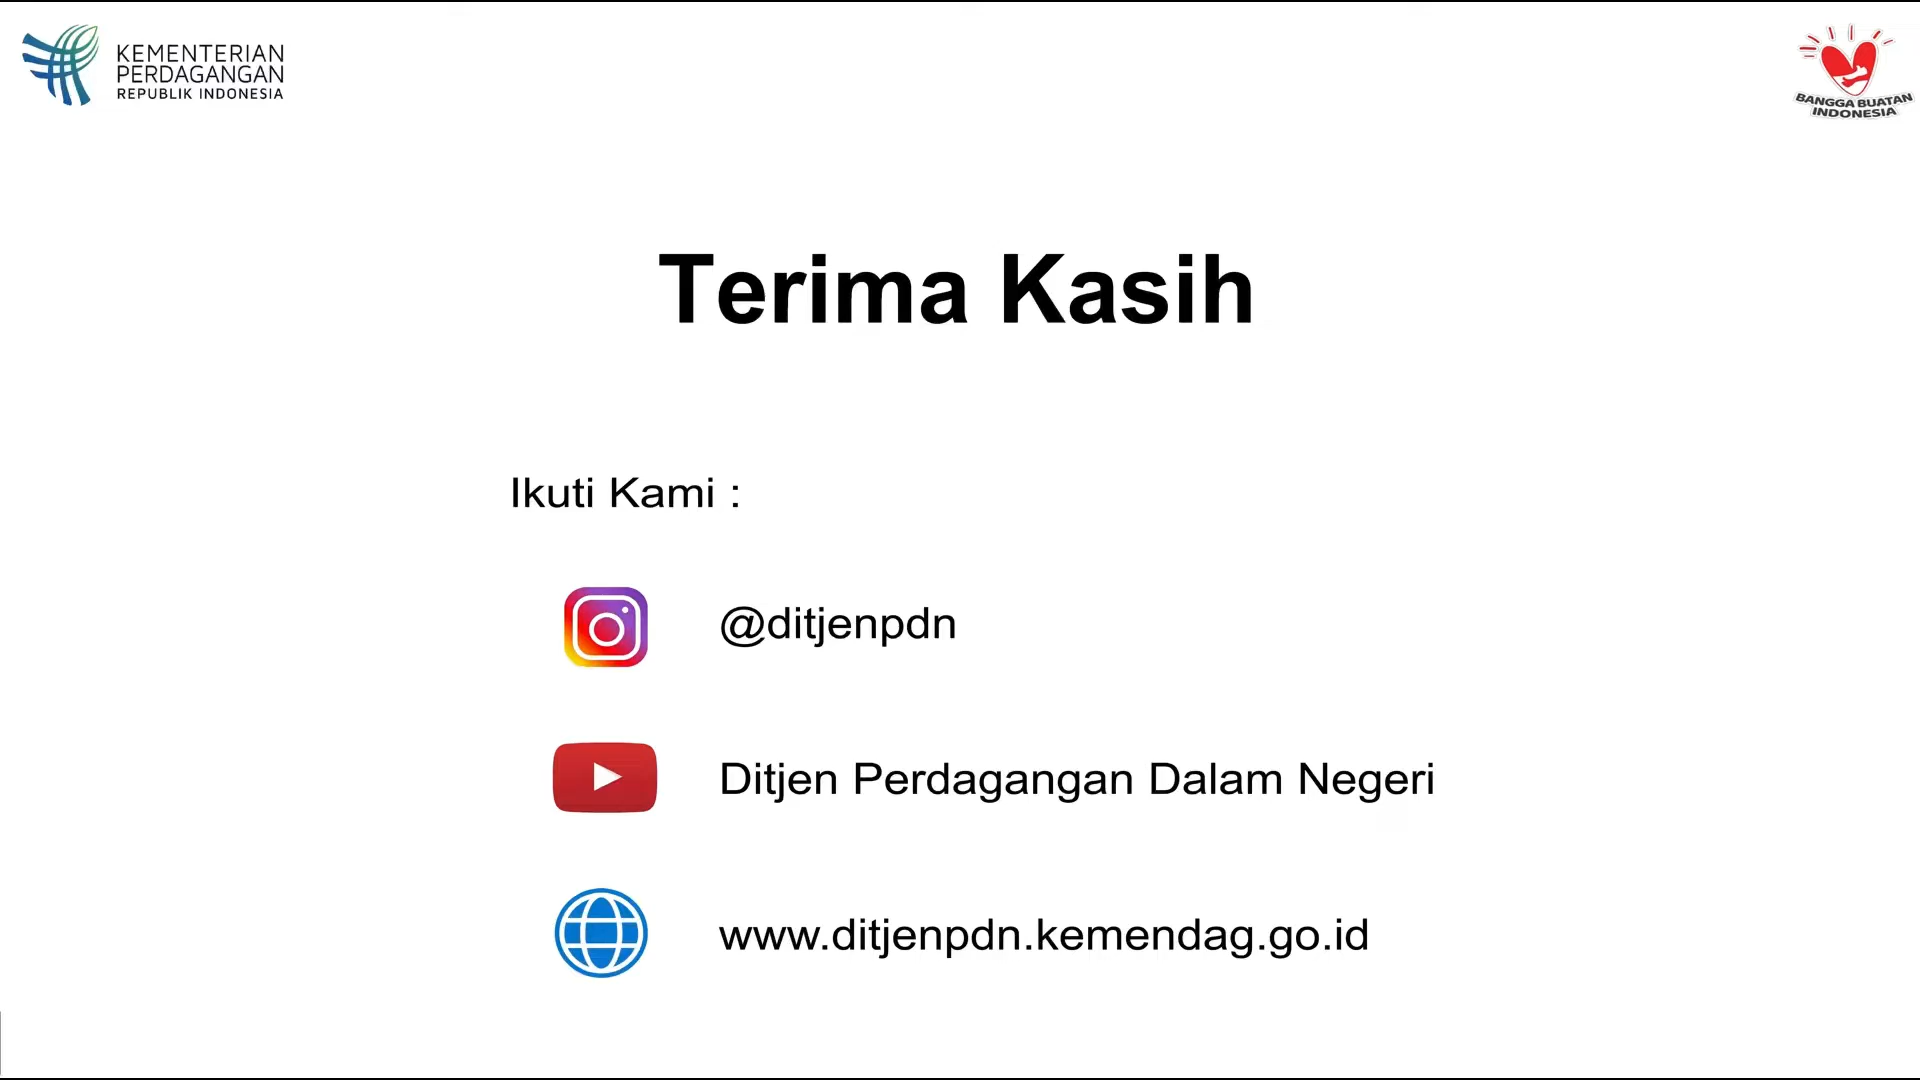 KEMENTERIAN
PERDAGANGAN
REPUBLIK INDONESIA
BANGGA BUATAN
INDONESIA
Terima Kasih
Ikuti Kami :
@ditjenpdn
Ditjen Perdagangan Dalam Negeri
www.ditjenpdn.kemendag.go.id